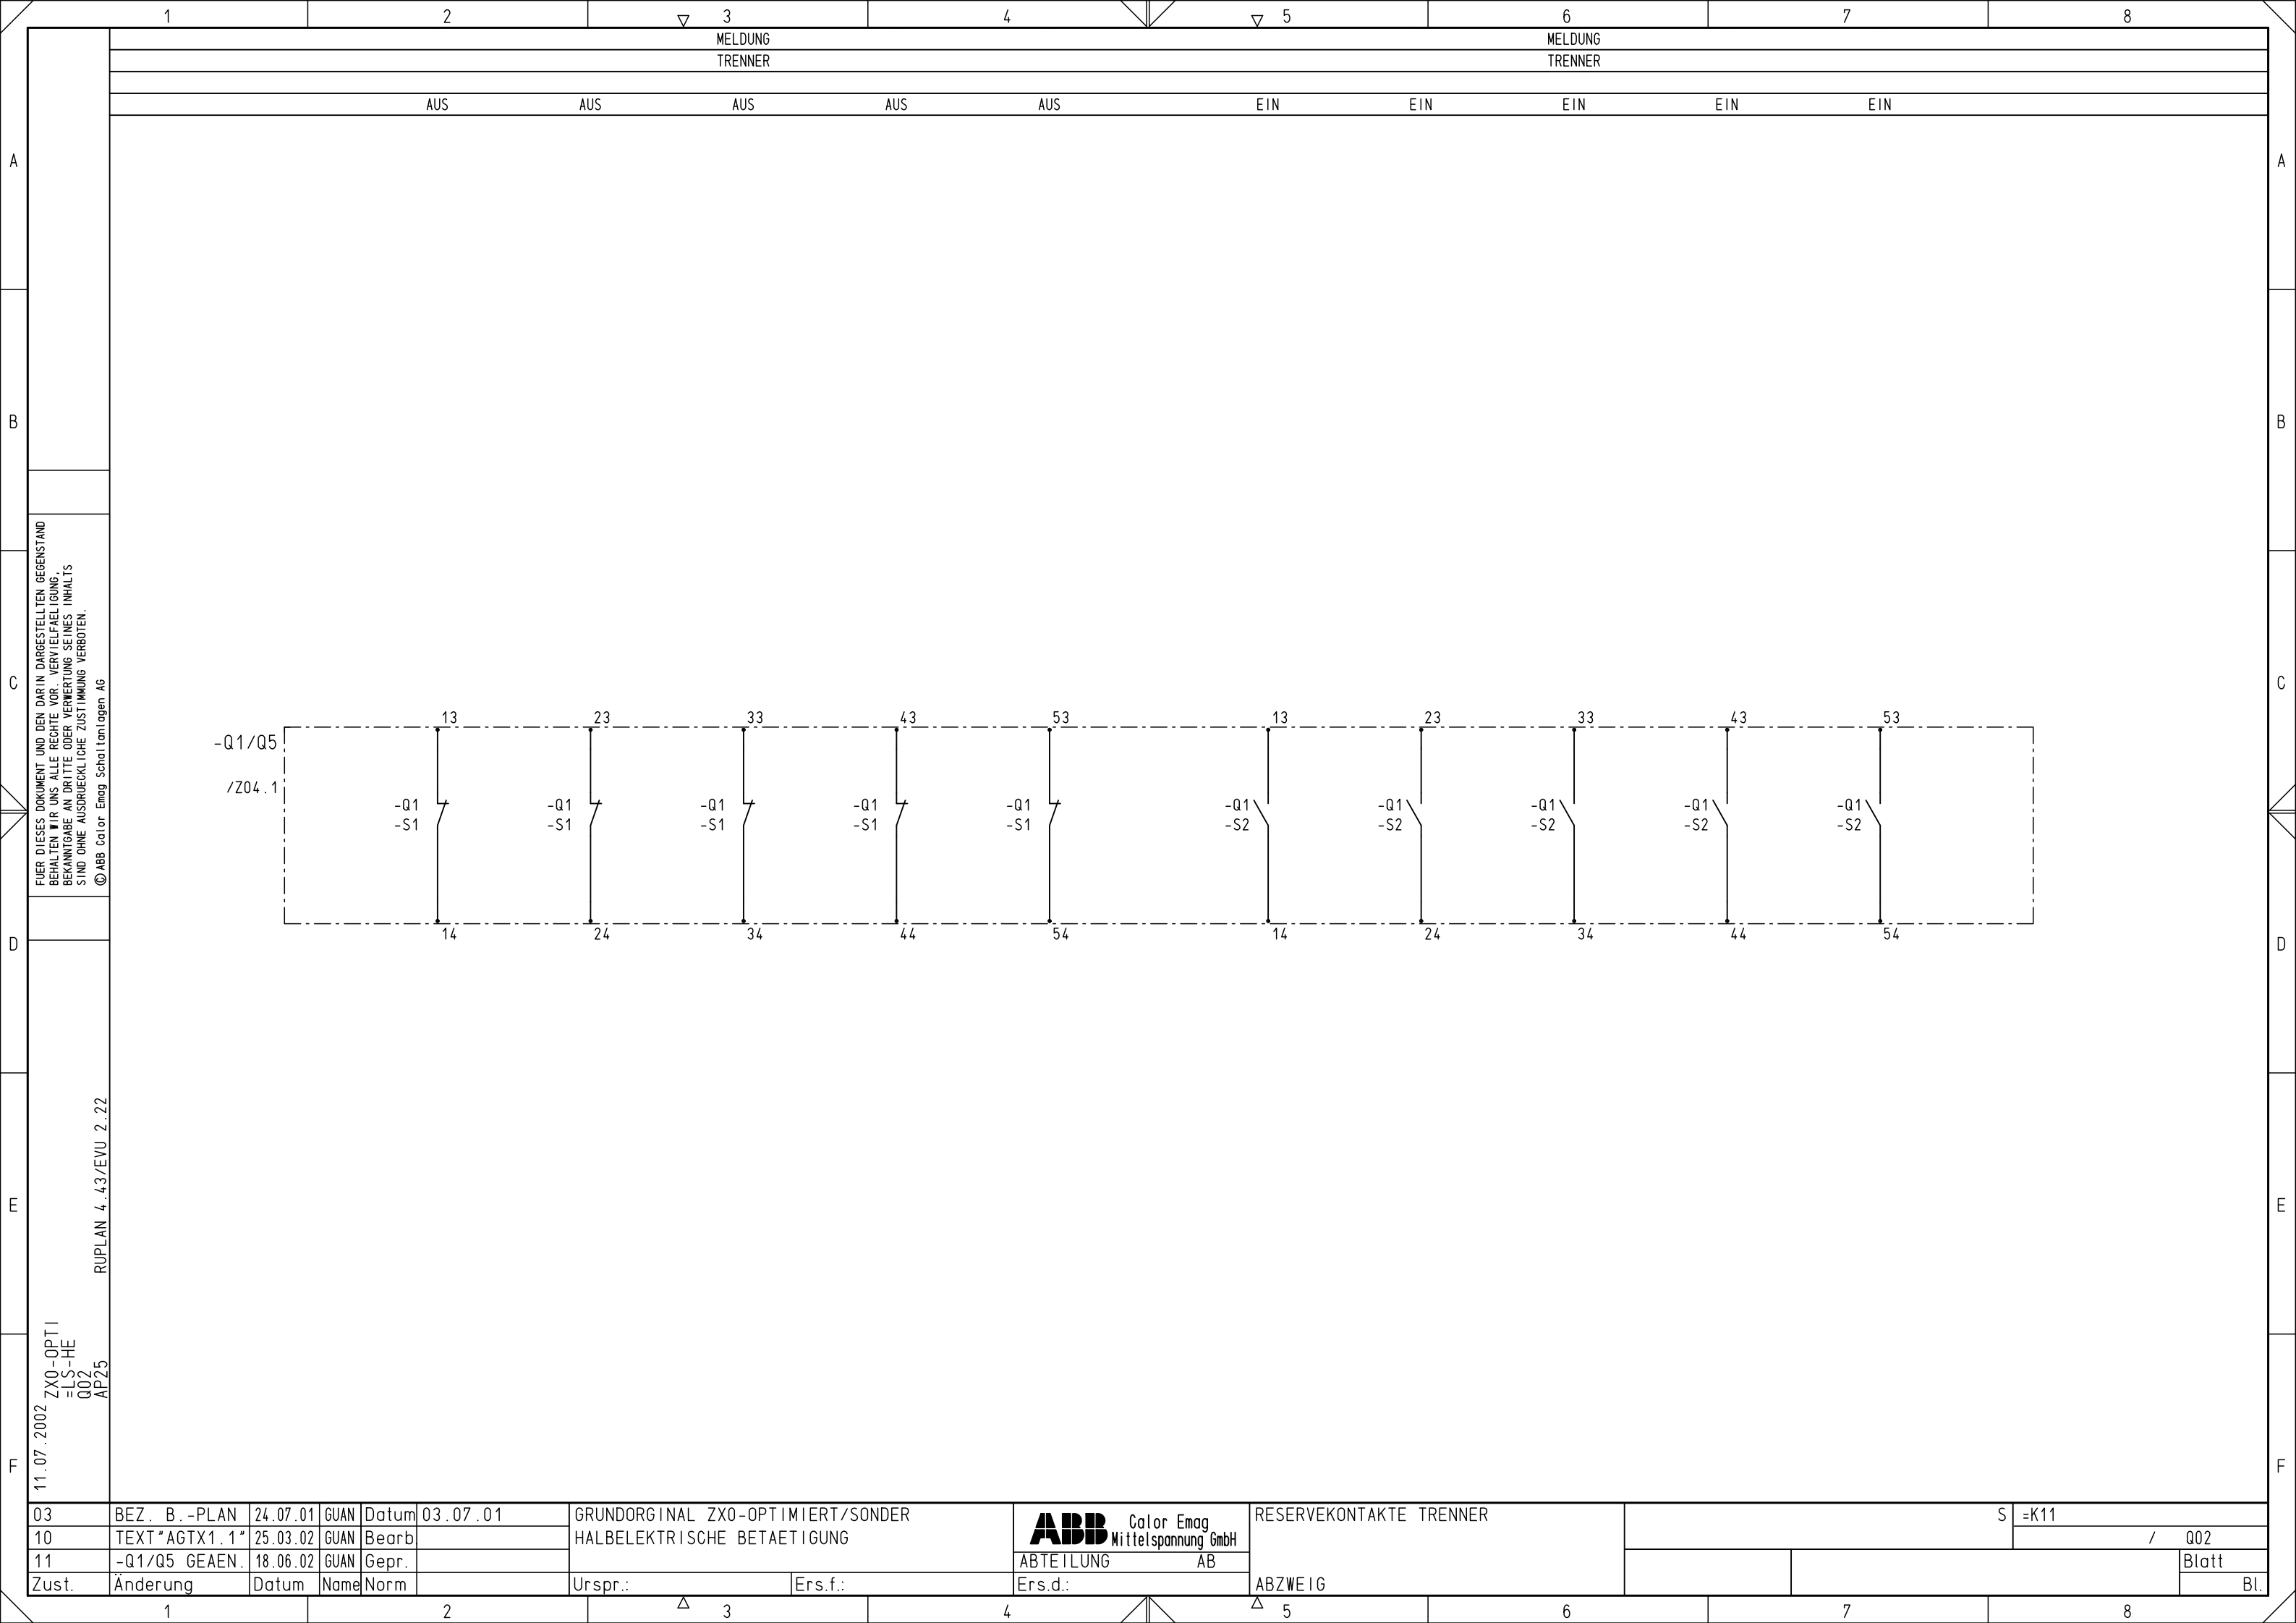 1 2 3 4 5 6 7 8
MELDUNG MELDUNG
TRENNER TRENNER
AUS AUS AUS AUS AUS EIN EIN EIN EIN EIN
A A
B B
C C
D D
E E
F F
FUER DIESES DOKUMENT UND DEN DARIN DARGESTELLTEN GEGENSTAND
BEHALTEN WIR UNS ALLE RECHTE VOR. VERVIELFAELIGUNG,
BEKANNTGABE AN DRITTE ODER VERWERTUNG SEINES INHALTS
SIND OHNE AUSDRUECKLICHE ZUSTIMMUNG VERBOTEN.
© ABB Calor Emag Schaltanlagen AG
13 23 33 43 53 13 23 33 43 53
-Q1/Q5
/Z04.1
-Q1 -Q1 -Q1 -Q1 -Q1 -Q1 -Q1 -Q1 -Q1 -Q1
-S1 -S1 -S1 -S1 -S1 -S2 -S2 -S2 -S2 -S2
14 24 34 44 54 14 24 34 44 54
RUPLAN 4.43/EVU 2.22
11.07.2002
ZX0-OPTI
=LS-HE
Q02
AP25
03 BEZ. B.-PLAN 24.07.01 GUAN Datum 03.07.01 GRUNDORGINAL ZX0-OPTIMIERT/SONDER ABB Calor Emag RESERVEKONTAKTE TRENNER S =K11
10 TEXT"AGTX1.1" 25.03.02 GUAN Bearb HALBELEKTRISCHE BETAETIGUNG Mittelspannung GmbH / Q02
11 -Q1/Q5 GEAEN. 18.06.02 GUAN Gepr. ABTEILUNG AB Blatt
Zust. Änderung Datum Name Norm Urspr.: Ers.f.: Ers.d.: ABZWEIG Bl.
1 2 3 4 5 6 7 8